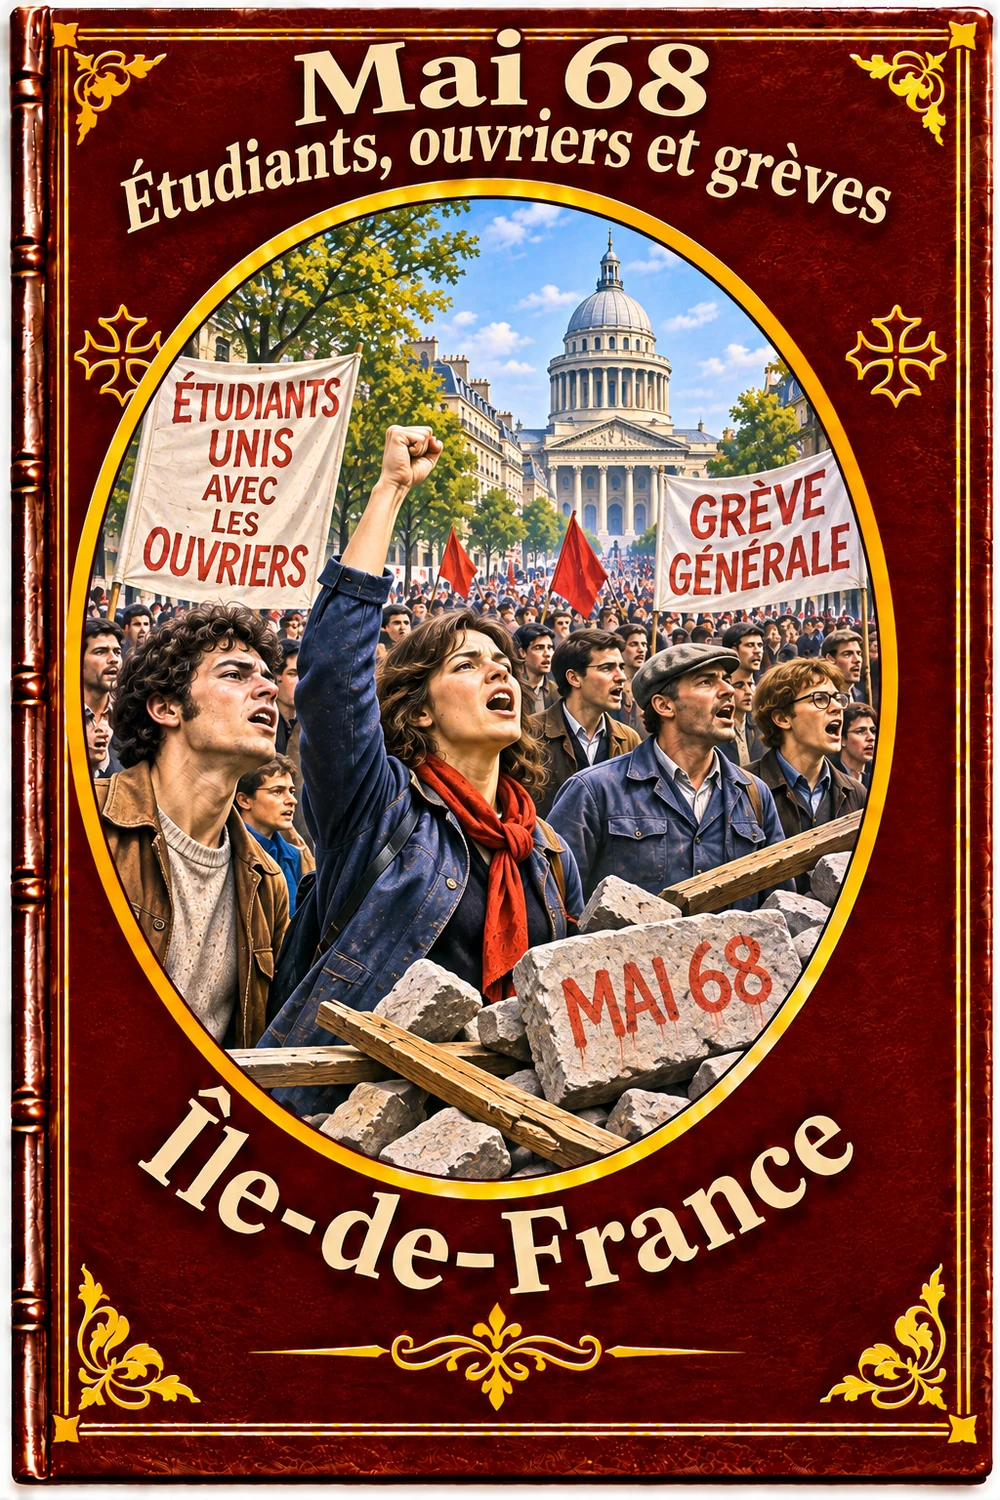 Mai 68
Étudiants, ouvriers et grèves
ÉTUDIANTS
UNIS
AVEC
LES
OUVRIERS
GRÈVE
GÉNÉRALE
MAI 68
Île-de-France